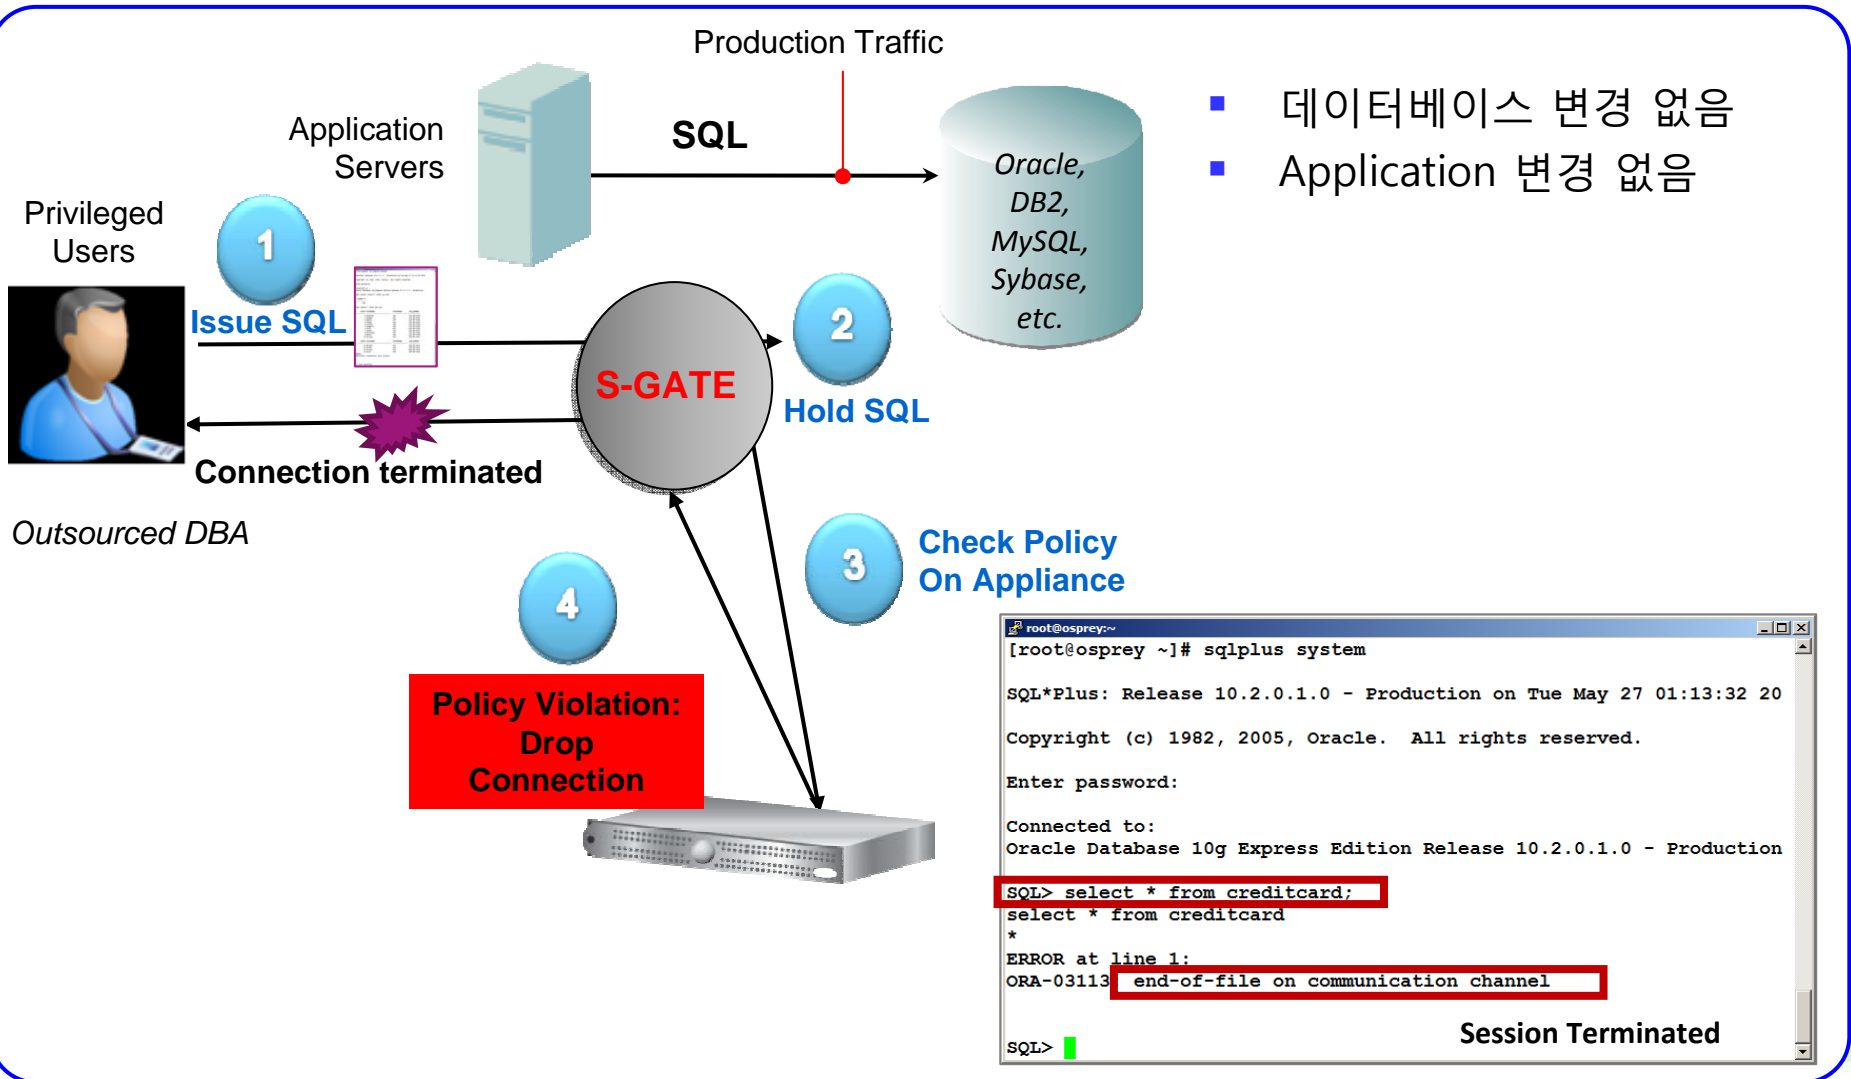 Production Traffic
Application
Servers
SQL
Oracle,
DB2,
MySQL,
Sybase,
etc.
▪ 데이터베이스 변경 없음
▪ Application 변경 없음
Privileged
Users
1
Issue SQL
S-GATE
2
Hold SQL
Connection terminated
Outsourced DBA
3
Check Policy
On Appliance
4
Policy Violation:
Drop
Connection
root@osprey:~
[root@osprey ~]# sqlplus system
SQL*Plus: Release 10.2.0.1.0 - Production on Tue May 27 01:13:32 20
Copyright (c) 1982, 2005, Oracle.  All rights reserved.
Enter password:
Connected to:
Oracle Database 10g Express Edition Release 10.2.0.1.0 - Production
SQL> select * from creditcard;
select * from creditcard
*
ERROR at line 1:
ORA-03113 end-of-file on communication channel
Session Terminated
SQL>